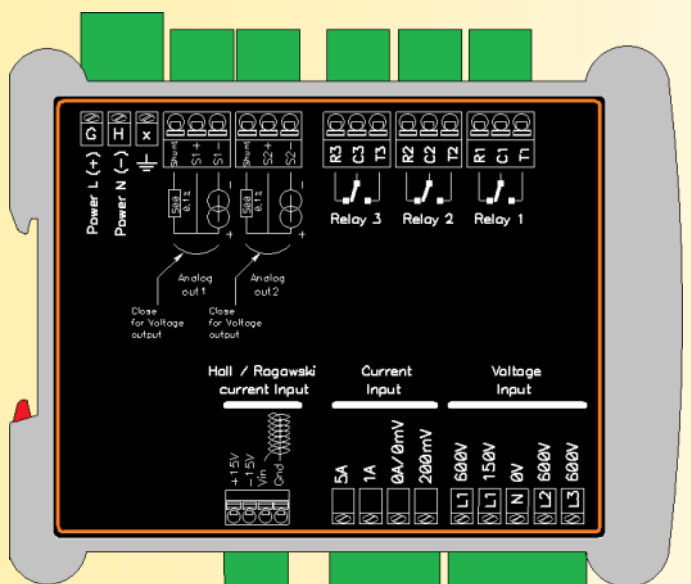 G H x
Power L (+)
Power N (-)
Shunt S1+ S1-
Shunt S2+ S2-
R3 C3 T3
R2 C2 T2
R1 C1 T1
500
0.1%
-
+
500
0.1%
-
+
Relay 3
Relay 2
Relay 1
Analog
out 1
Analog
out 2
Close
for Voltage
output
Close
for Voltage
output
Hall / Rogawski
current Input
Current
Input
Voltage
Input
+15V
-15V
Vin
Gnd
5A
1A
0A/0mV
200mV
600V
150V
0V
600V
600V
L1
L1
N
L2
L3